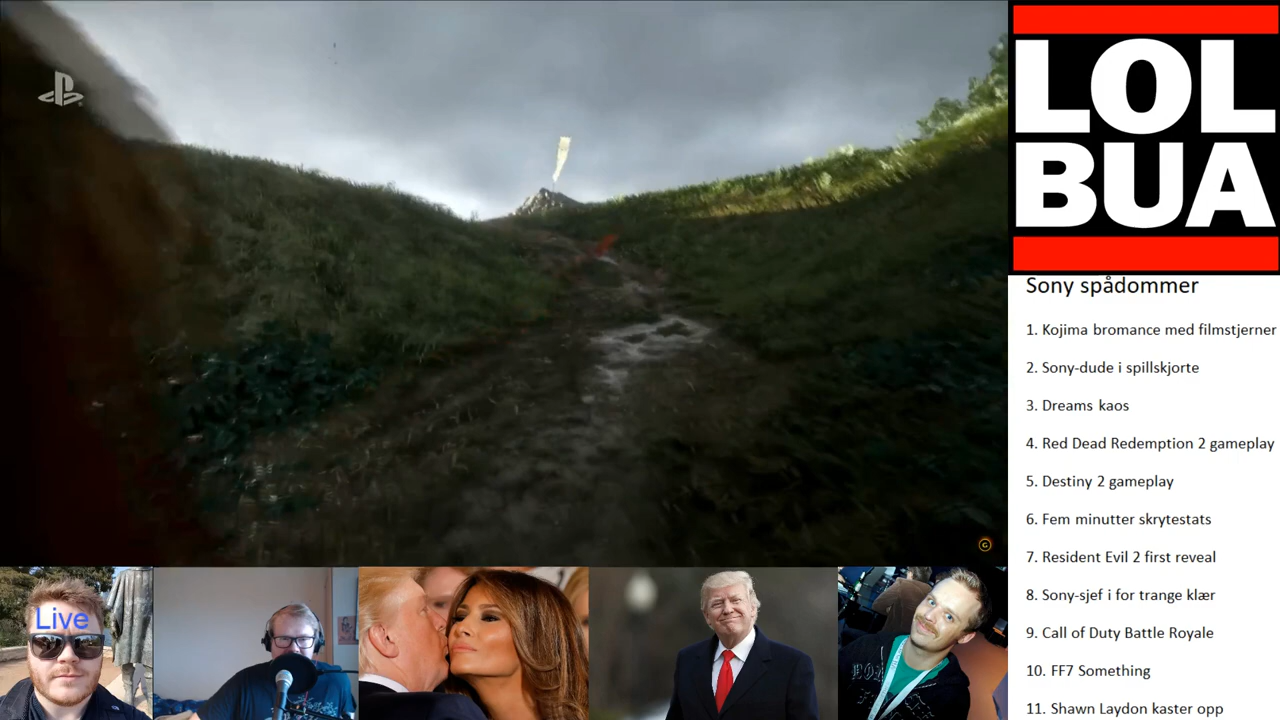 LOL
BUA
Sony spådommer
1. Kojima bromance med filmstjerner
2. Sony-dude i spillskjorte
3. Dreams kaos
4. Red Dead Redemption 2 gameplay
5. Destiny 2 gameplay
6. Fem minutter skrytestats
7. Resident Evil 2 first reveal
8. Sony-sjef i for trange klær
9. Call of Duty Battle Royale
10. FF7 Something
11. Shawn Laydon kaster opp
Live